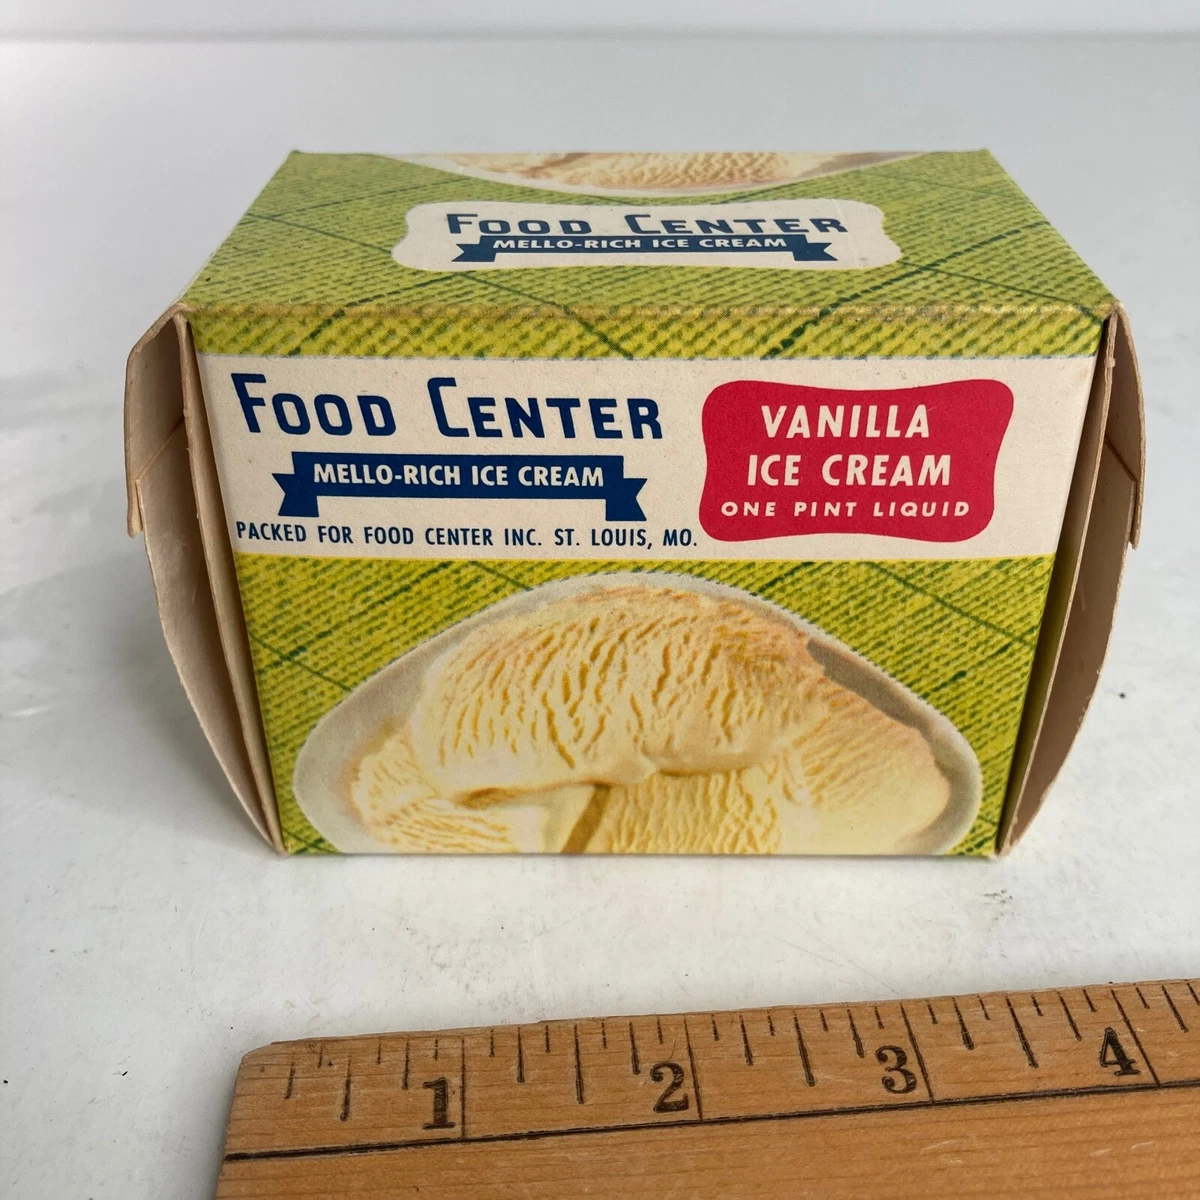 FOOD CENTER
MELLO-RICH ICE CREAM
FOOD CENTER
MELLO-RICH ICE CREAM
PACKED FOR FOOD CENTER INC. ST. LOUIS, MO.
VANILLA
ICE CREAM
ONE PINT LIQUID
1 2 3 4